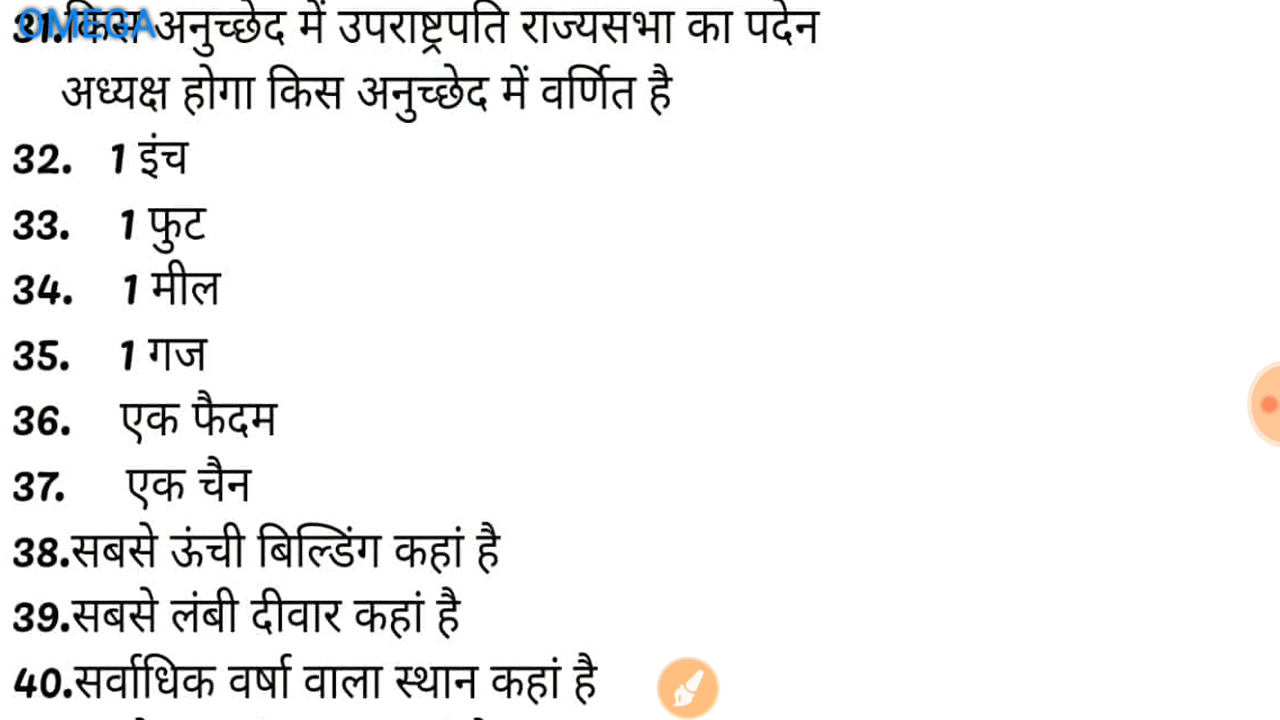 OMEGA
31.किस अनुच्छेद में उपराष्ट्रपति राज्यसभा का पदेन
अध्यक्ष होगा किस अनुच्छेद में वर्णित है
32. 1 इंच
33. 1 फुट
34. 1 मील
35. 1 गज
36. एक फैदम
37. एक चैन
38.सबसे ऊंची बिल्डिंग कहां है
39.सबसे लंबी दीवार कहां है
40.सर्वाधिक वर्षा वाला स्थान कहां है